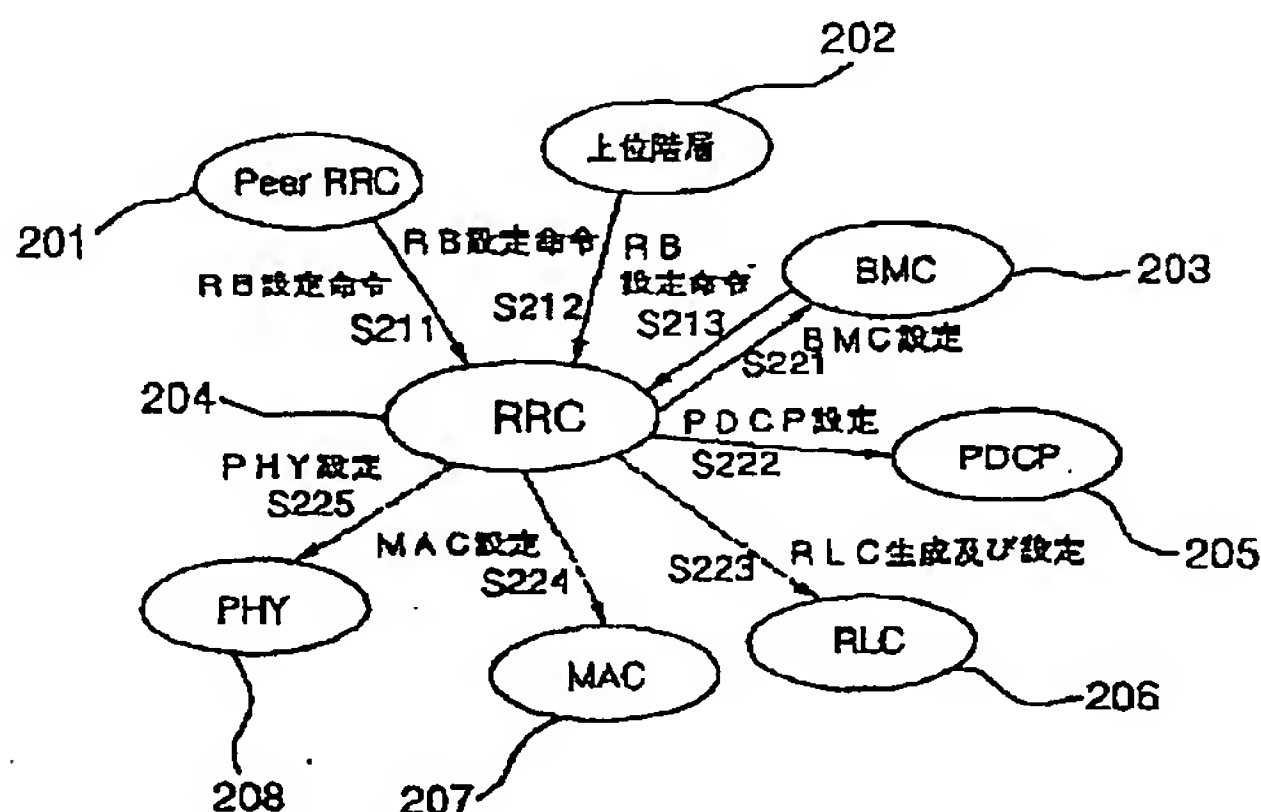 202
上位階層
Peer RRC
201
RB設定命令
RB設定命令
RB
設定命令
S211
S212
S213
BMC
203
S221
BMC設定
204
RRC
PDCP設定
S222
PDCP
205
PHY設定
S225
MAC設定
S224
S223
RLC生成及び設定
PHY
MAC
RLC
206
208
207